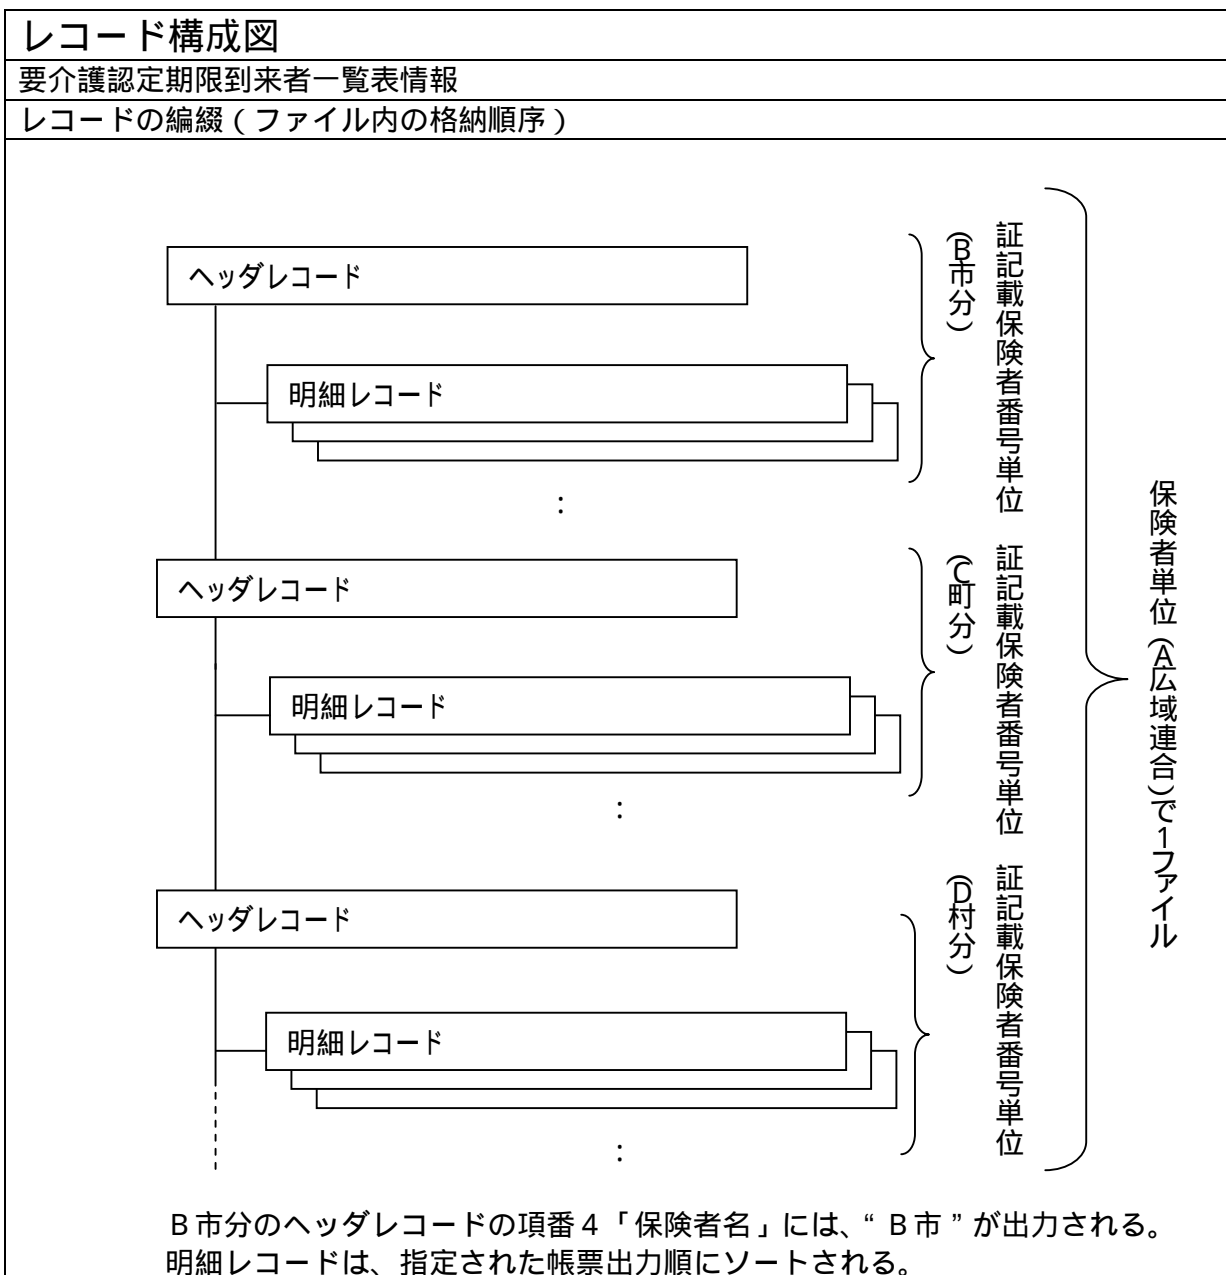 レコード構成図
要介護認定期限到来者一覧表情報
レコードの編綴（ファイル内の格納順序）
ヘッダレコード
明細レコード
：
証記載保険者番号単位
（B市分）
ヘッダレコード
明細レコード
：
証記載保険者番号単位
（C町分）
ヘッダレコード
明細レコード
：
証記載保険者番号単位
（D村分）
保険者単位（A広域連合）で1ファイル
B市分のヘッダレコードの項番4「保険者名」には、“B市”が出力される。
明細レコードは、指定された帳票出力順にソートされる。